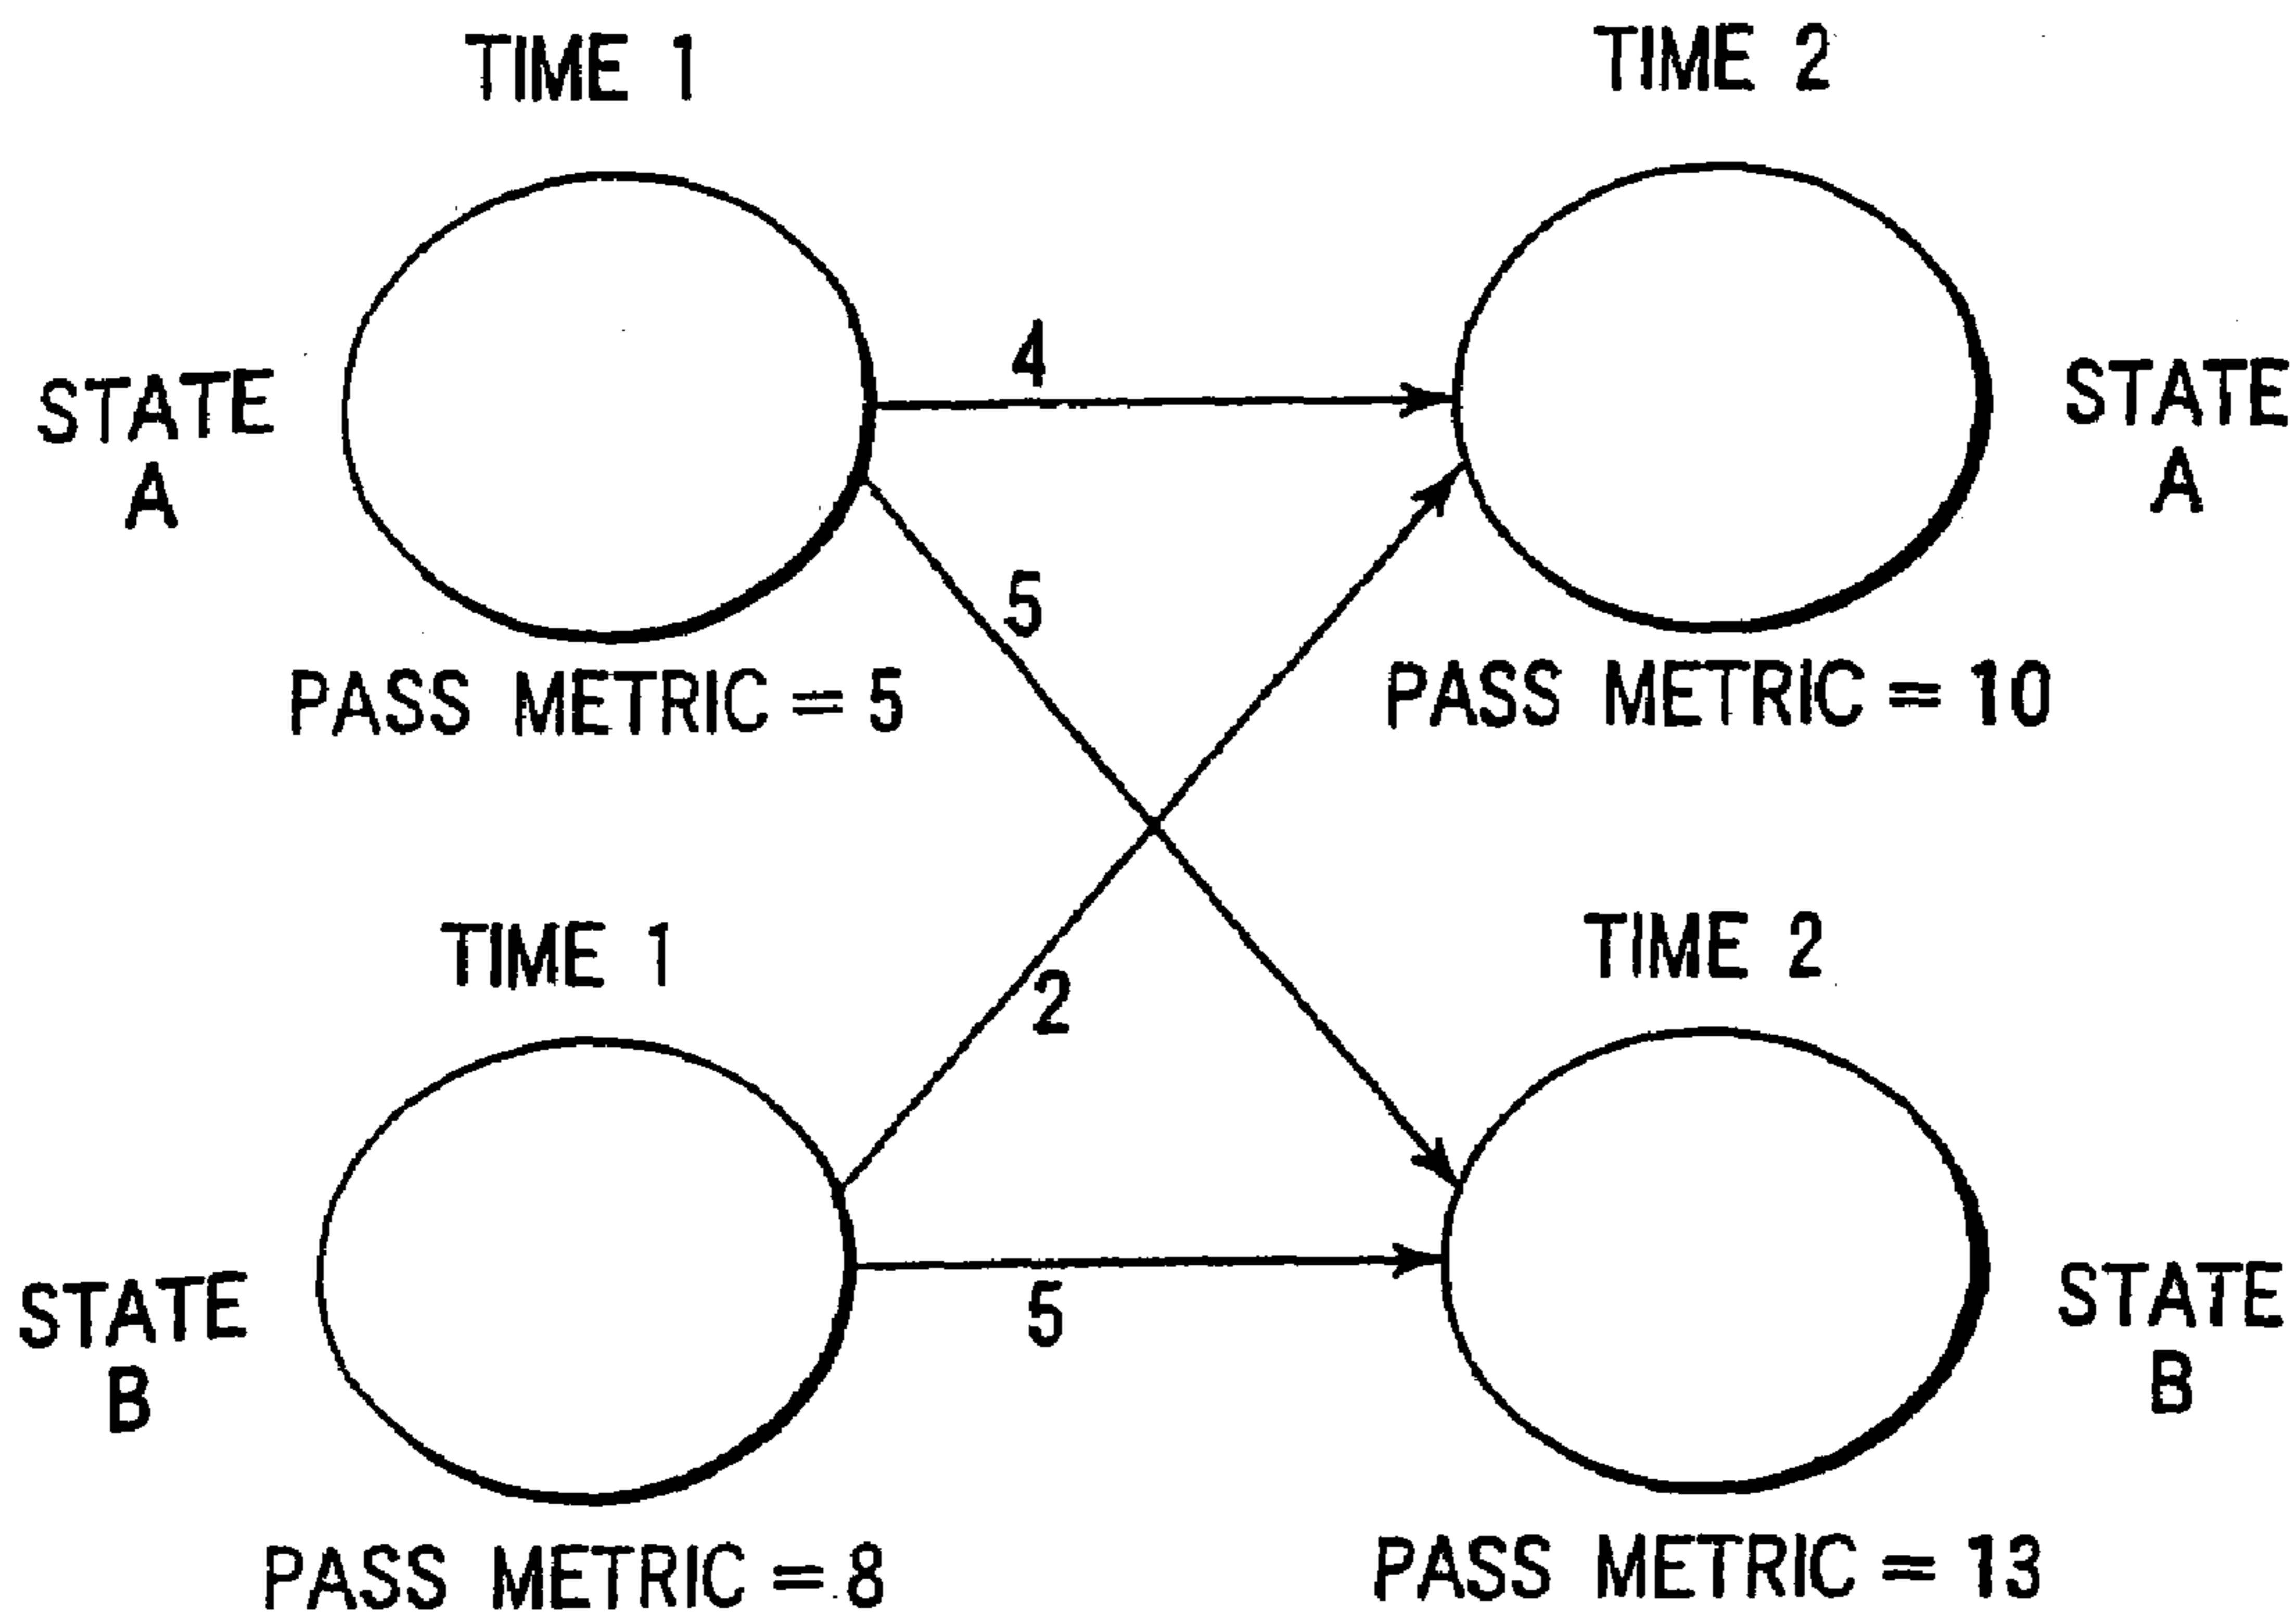 TIME 1
TIME 2
STATE
A
4
STATE
A
5
PASS METRIC = 5
PASS METRIC = 10
TIME 1
TIME 2
2
STATE
B
5
STATE
B
PASS METRIC = 8
PASS METRIC = 13